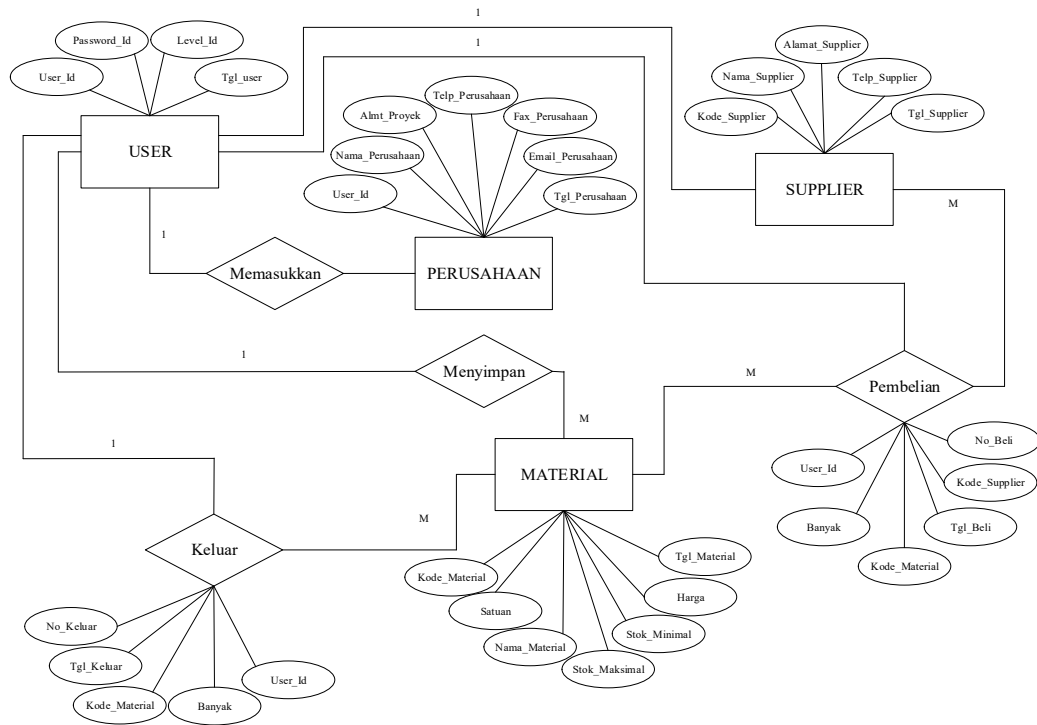 1
1
Password_Id
Level_Id
User_Id
Tgl_user
USER
Alamat_Supplier
Nama_Supplier
Telp_Supplier
Kode_Supplier
Tgl_Supplier
SUPPLIER
M
Telp_Perusahaan
Almt_Proyek
Fax_Perusahaan
Nama_Perusahaan
Email_Perusahaan
User_Id
Tgl_Perusahaan
PERUSAHAAN
1
Memasukkan
1
Menyimpan
M
M
Pembelian
No_Beli
User_Id
Kode_Supplier
Banyak
Tgl_Beli
Kode_Material
1
MATERIAL
M
Keluar
Tgl_Material
Kode_Material
Harga
Satuan
Stok_Minimal
Nama_Material
Stok_Maksimal
No_Keluar
Tgl_Keluar
User_Id
Kode_Material
Banyak